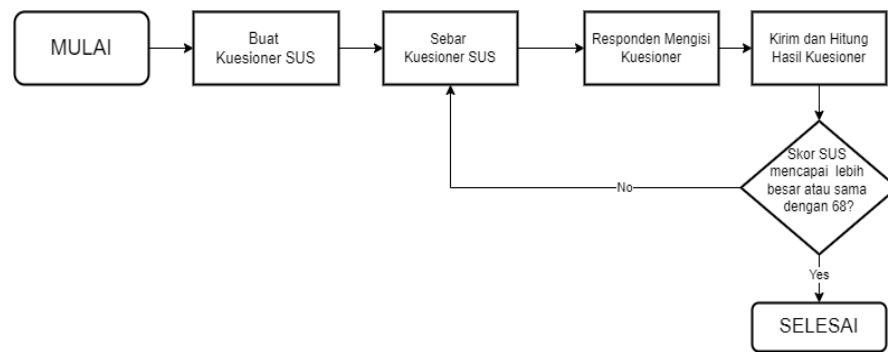 MULAI
Buat
Kuesioner SUS
Sebar
Kuesioner SUS
Responden Mengisi
Kuesioner
Kirim dan Hitung
Hasil Kuesioner
Skor SUS
mencapai lebih
besar atau sama
dengan 68?
No
Yes
SELESAI